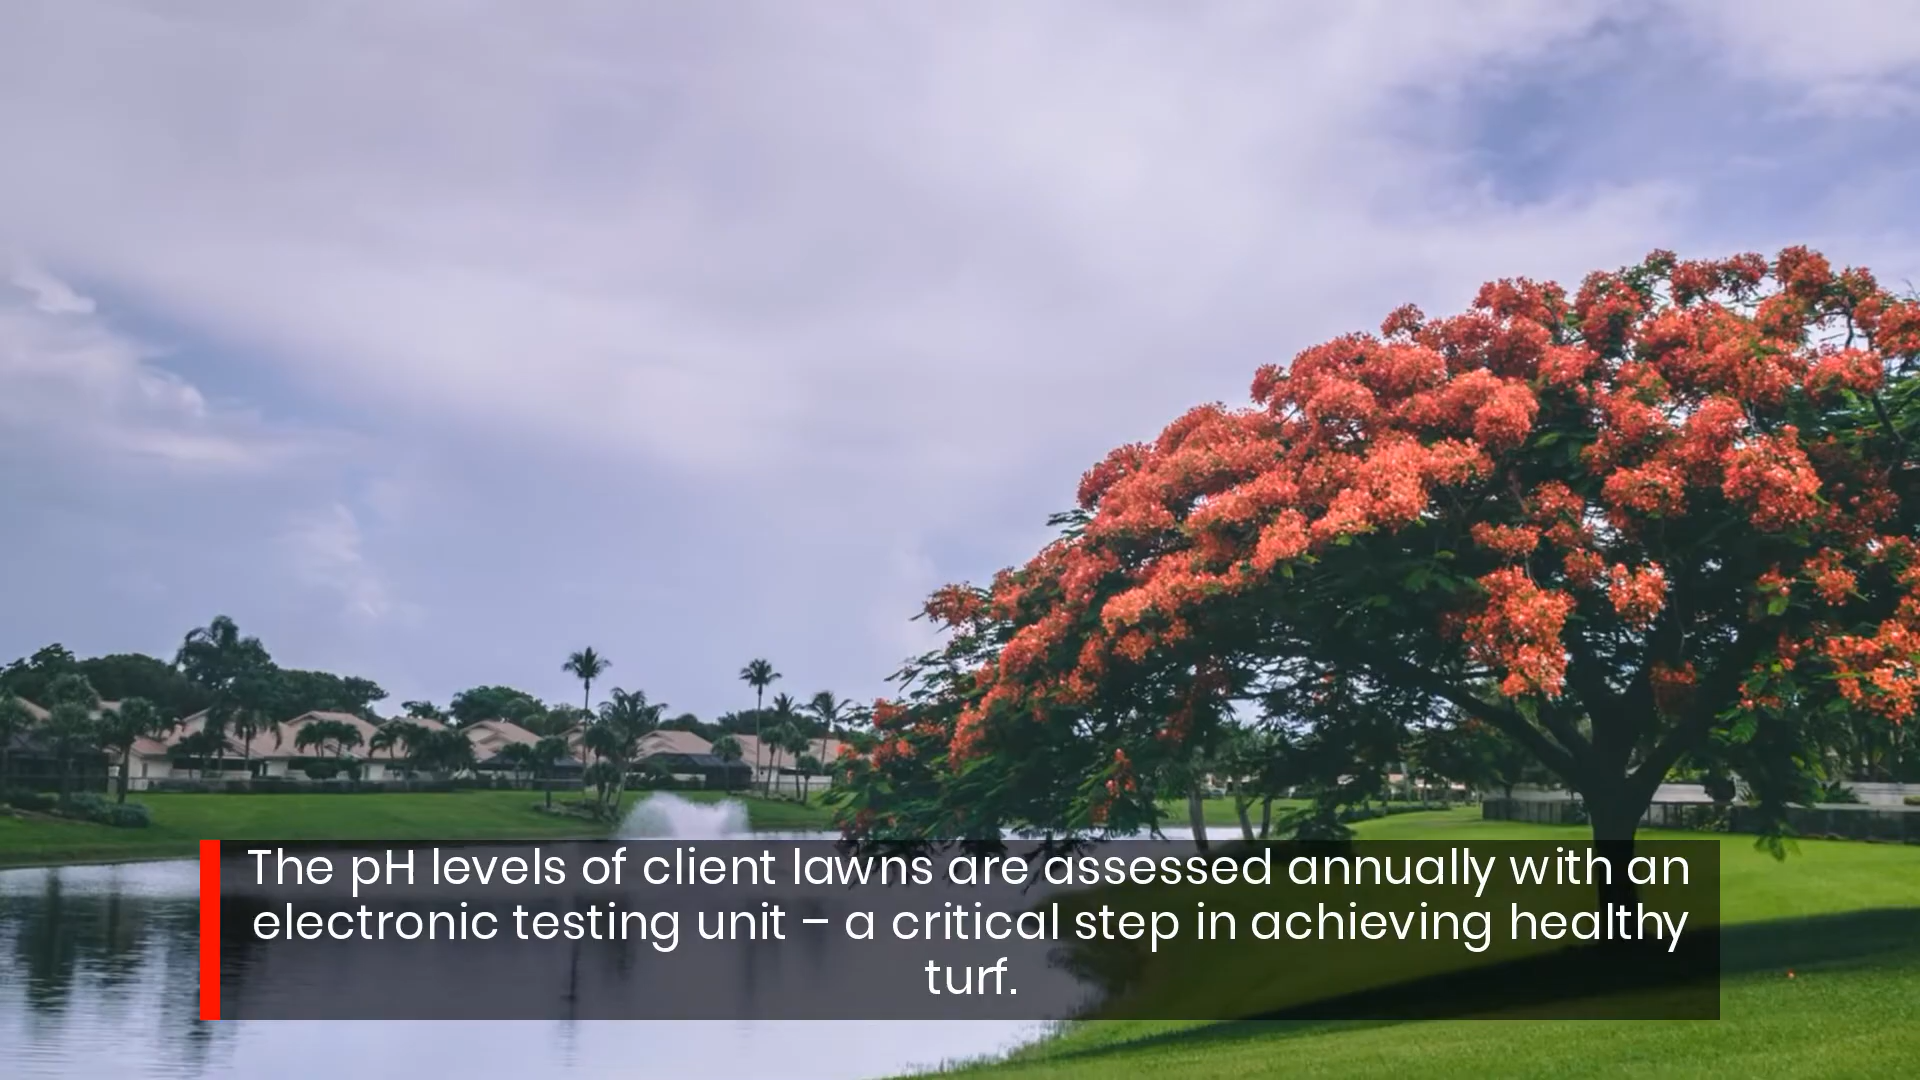 The pH levels of client lawns are assessed annually with an
electronic testing unit – a critical step in achieving healthy
turf.